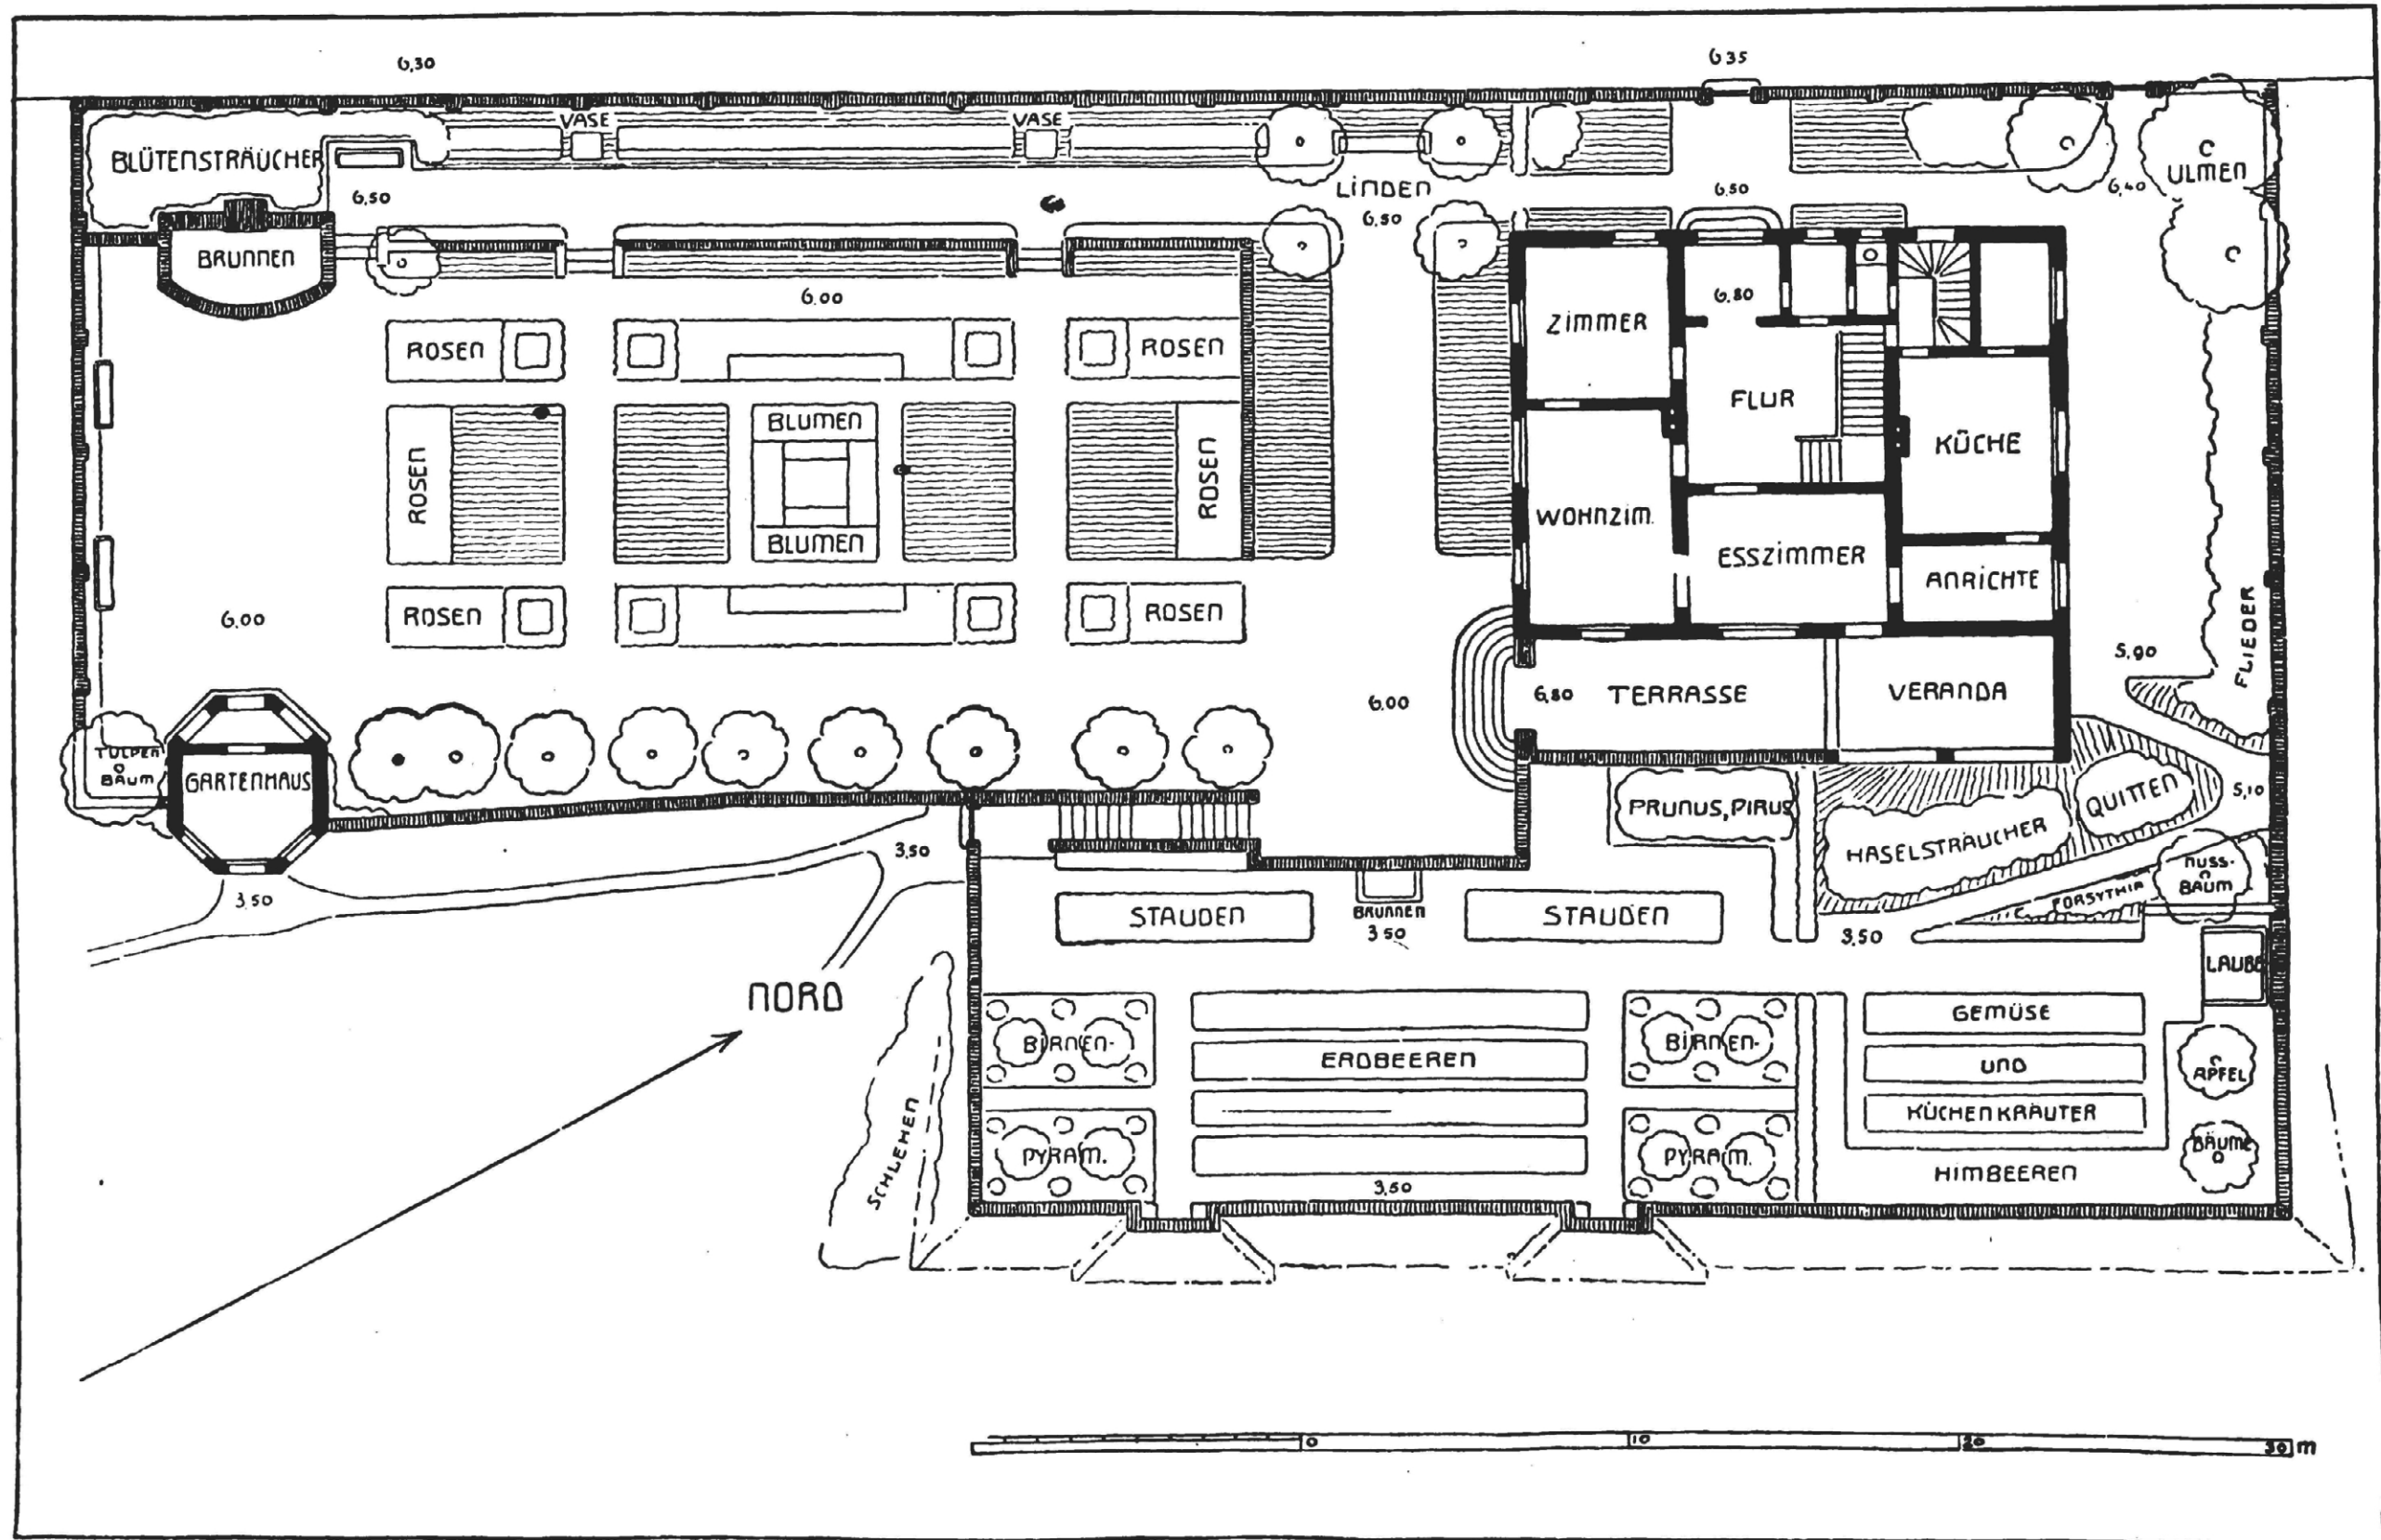 6,30
6 35
VASE
VASE
BLÜTENSTRÄUCHER
ULMEN
6,50
LINDEN
6,50
6,50
6,40
BRUNNEN
6,00
6,80
ZIMMER
ROSEN
ROSEN
FLUR
BLUMEN
ROSEN
ROSEN
KÜCHE
WOHNZIM.
BLUMEN
ESSZIMMER
ANRICHTE
6,00
ROSEN
ROSEN
FLIEDER
5,90
6,00
6,80
TERRASSE
VERANDA
TULPEN
BAUM
GARTENHAUS
PRUNUS, PIRUS
QUITTEN
5,10
HASELSTRÄUCHER
3,50
NUSS-
BAUM
FORSYTHIA
3,50
STAUDEN
BRUNNEN
3 50
STAUDEN
3,50
LAUBE
NORD
GEMÜSE
BIRNEN-
ERDBEEREN
BIRNEN-
UND
APFEL
KÜCHENKRÄUTER
SCHLEHEN
PYRAM.
PYRAM.
BÄUME
HIMBEEREN
3,50
0
10
20
30 m